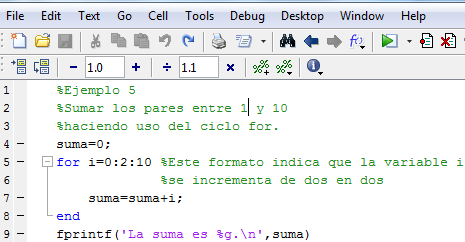 File Edit Text Go Cell Tools Debug Desktop Window Help
− 1.0 + ÷ 1.1 ×
1 %Ejemplo 5
2 %Sumar los pares entre 1 y 10
3 %haciendo uso del ciclo for.
4 − suma=0;
5 − for i=0:2:10 %Este formato indica que la variable i
6 %se incrementa de dos en dos
7 − suma=suma+i;
8 − end
9 − fprintf('La suma es %g.\n',suma)